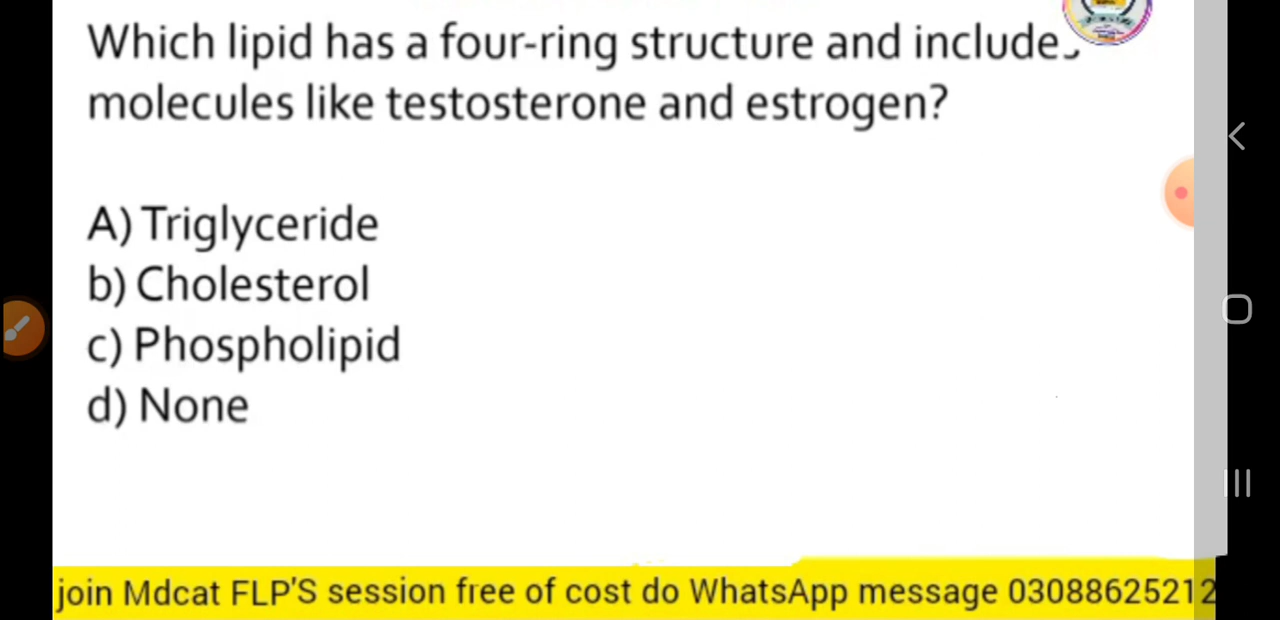 Which lipid has a four-ring structure and includes
molecules like testosterone and estrogen?
A) Triglyceride
b) Cholesterol
c) Phospholipid
d) None
join Mdcat FLP'S session free of cost do WhatsApp message 03088625212